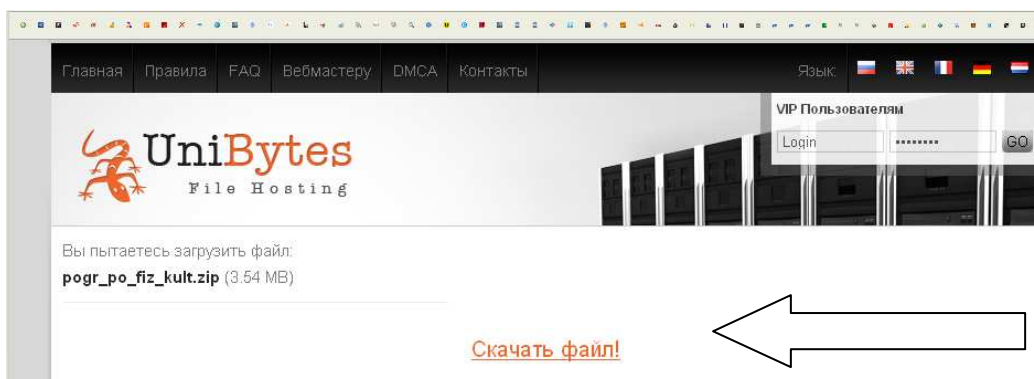 Главная Правила FAQ Вебмастеру DMCA Контакты Язык:
VIP Пользователям
Login ******** GO
UniBytes
File Hosting
Вы пытаетесь загрузить файл:
pogr_po_fiz_kult.zip (3.54 MB)
Скачать файл!